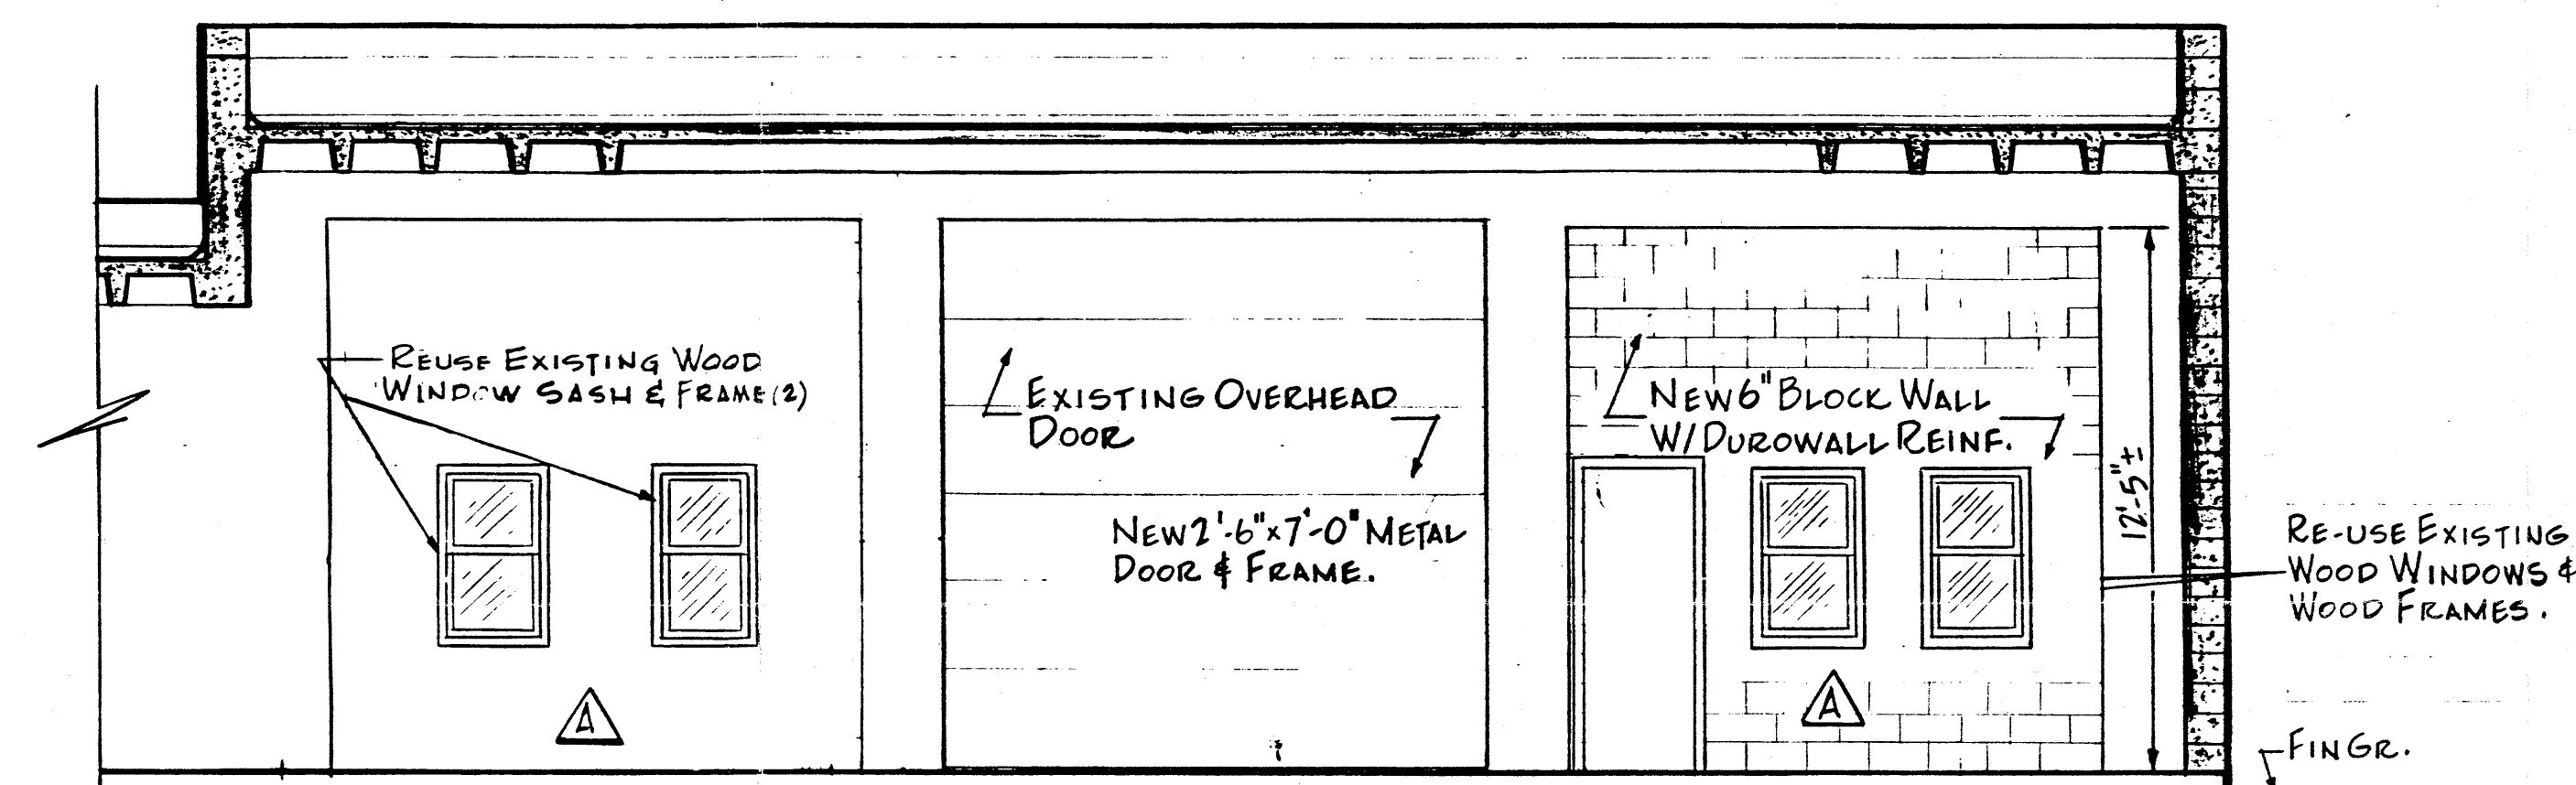 REUSE EXISTING WOOD
WINDOW SASH & FRAME (2)
EXISTING OVERHEAD
DOOR
NEW 6" BLOCK WALL
W/ DUROWALL REINF.
12'-5"±
NEW 2'-6"x7'-0" METAL
DOOR & FRAME.
RE-USE EXISTING
WOOD WINDOWS &
WOOD FRAMES.
A
A
FIN GR.